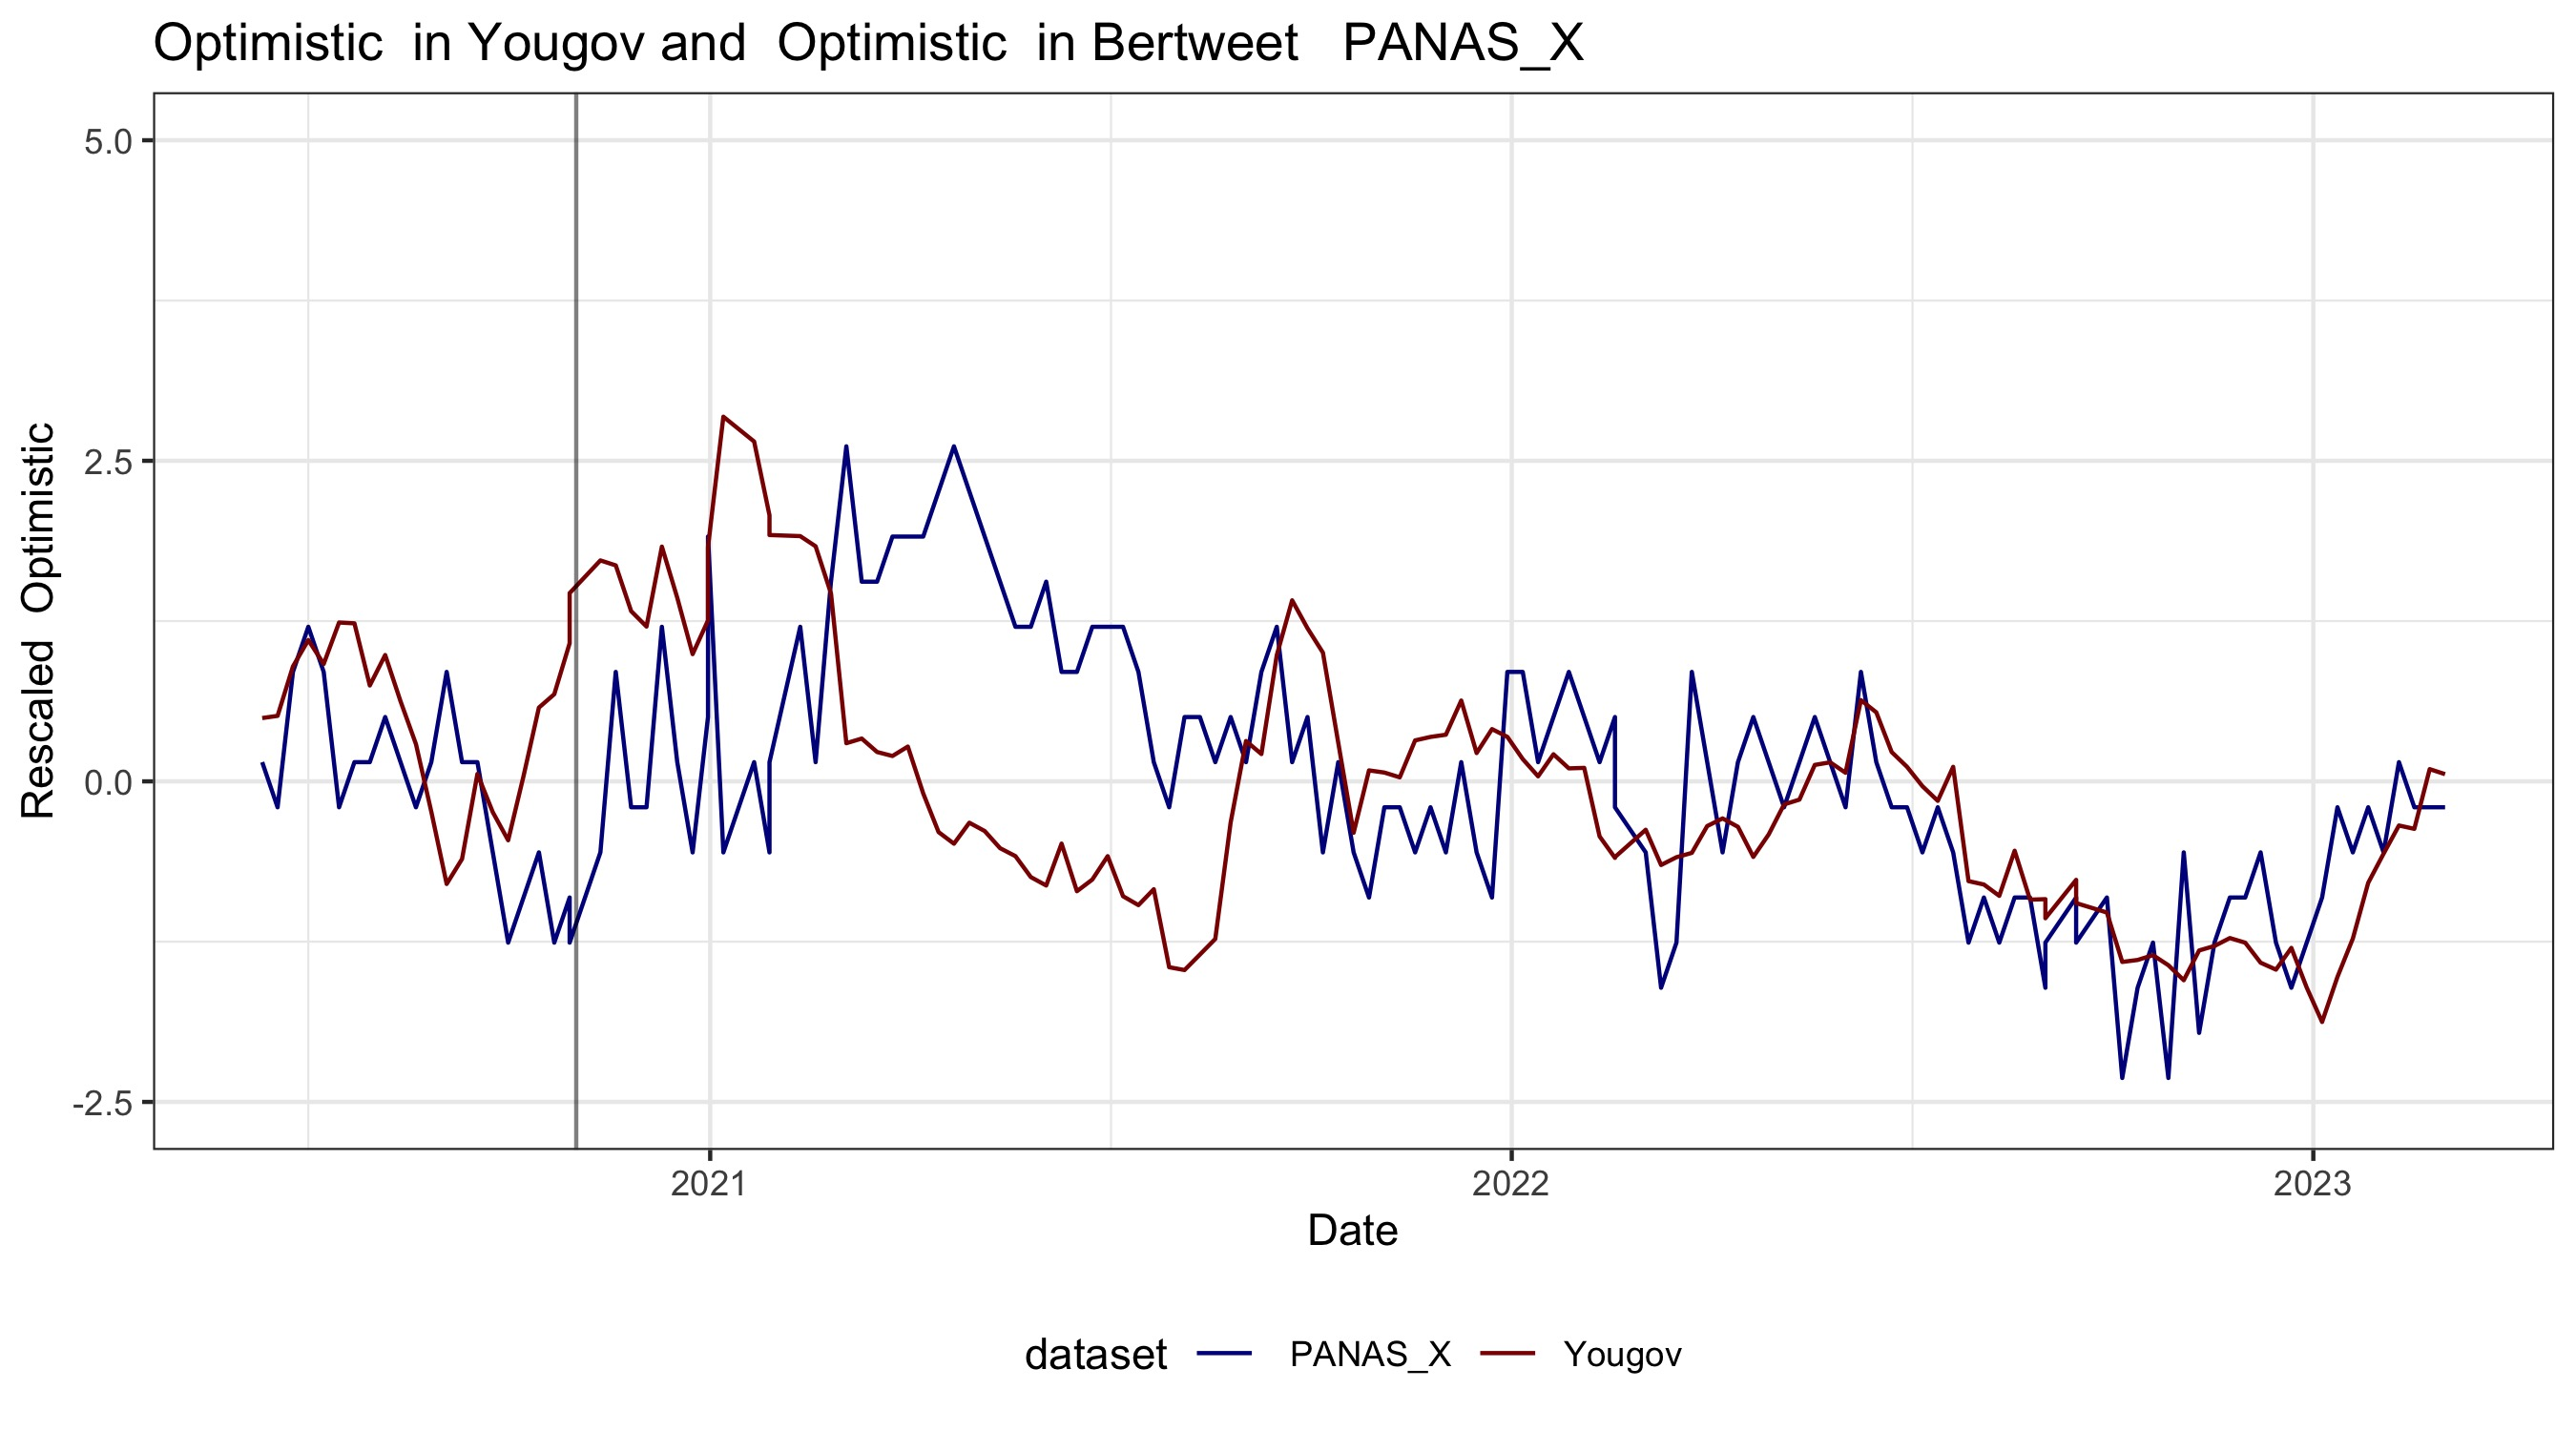 Optimistic  in Yougov and  Optimistic  in Bertweet   PANAS_X
Rescaled  Optimistic
5.0
2.5
0.0
-2.5
2021 2022 2023
Date
dataset PANAS_X Yougov